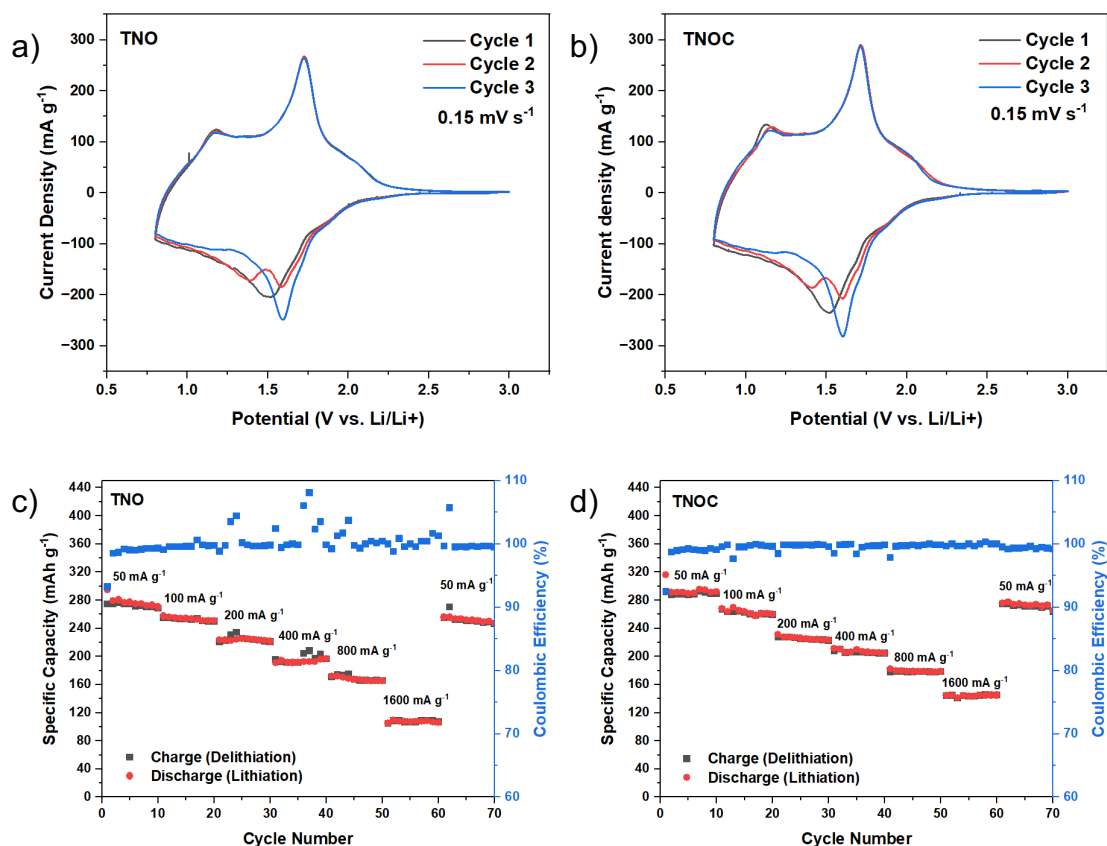 a)
TNO
Cycle 1
Cycle 2
Cycle 3
0.15 mV s⁻¹
Current Density (mA g⁻¹)
300
200
100
0
−100
−200
−300
0.5 1.0 1.5 2.0 2.5 3.0
Potential (V vs. Li/Li+)
b)
TNOC
Cycle 1
Cycle 2
Cycle 3
0.15 mV s⁻¹
Current density (mA g⁻¹)
300
200
100
0
−100
−200
−300
0.5 1.0 1.5 2.0 2.5 3.0
Potential (V vs. Li/Li+)
c)
TNO
Specific Capacity (mAh g⁻¹)
440
400
360
320
280
240
200
160
120
80
40
0
50 mA g⁻¹
100 mA g⁻¹
200 mA g⁻¹
400 mA g⁻¹
800 mA g⁻¹
1600 mA g⁻¹
50 mA g⁻¹
Charge (Delithiation)
Discharge (Lithiation)
110
100
90
80
70
60
Coulombic Efficiency (%)
0 10 20 30 40 50 60 70
Cycle Number
d)
TNOC
Specific Capacity (mAh g⁻¹)
440
400
360
320
280
240
200
160
120
80
40
0
50 mA g⁻¹
100 mA g⁻¹
200 mA g⁻¹
400 mA g⁻¹
800 mA g⁻¹
1600 mA g⁻¹
50 mA g⁻¹
Charge (Delithiation)
Discharge (Lithiation)
110
100
90
80
70
60
Coulombic Efficiency (%)
0 10 20 30 40 50 60 70
Cycle Number